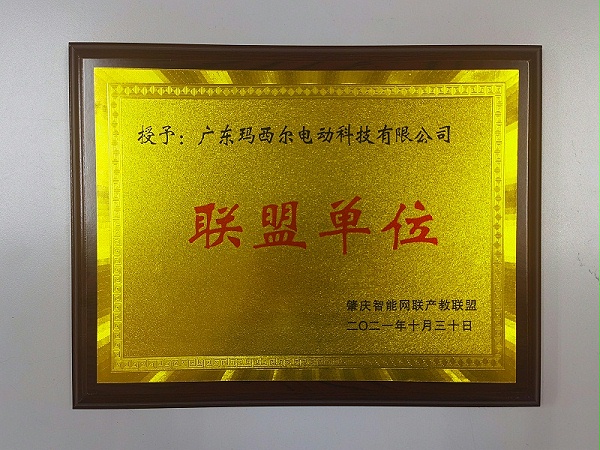 授予：广东玛西尔电动科技有限公司
联盟单位
肇庆智能网联产教联盟
二〇二一年十月三十日